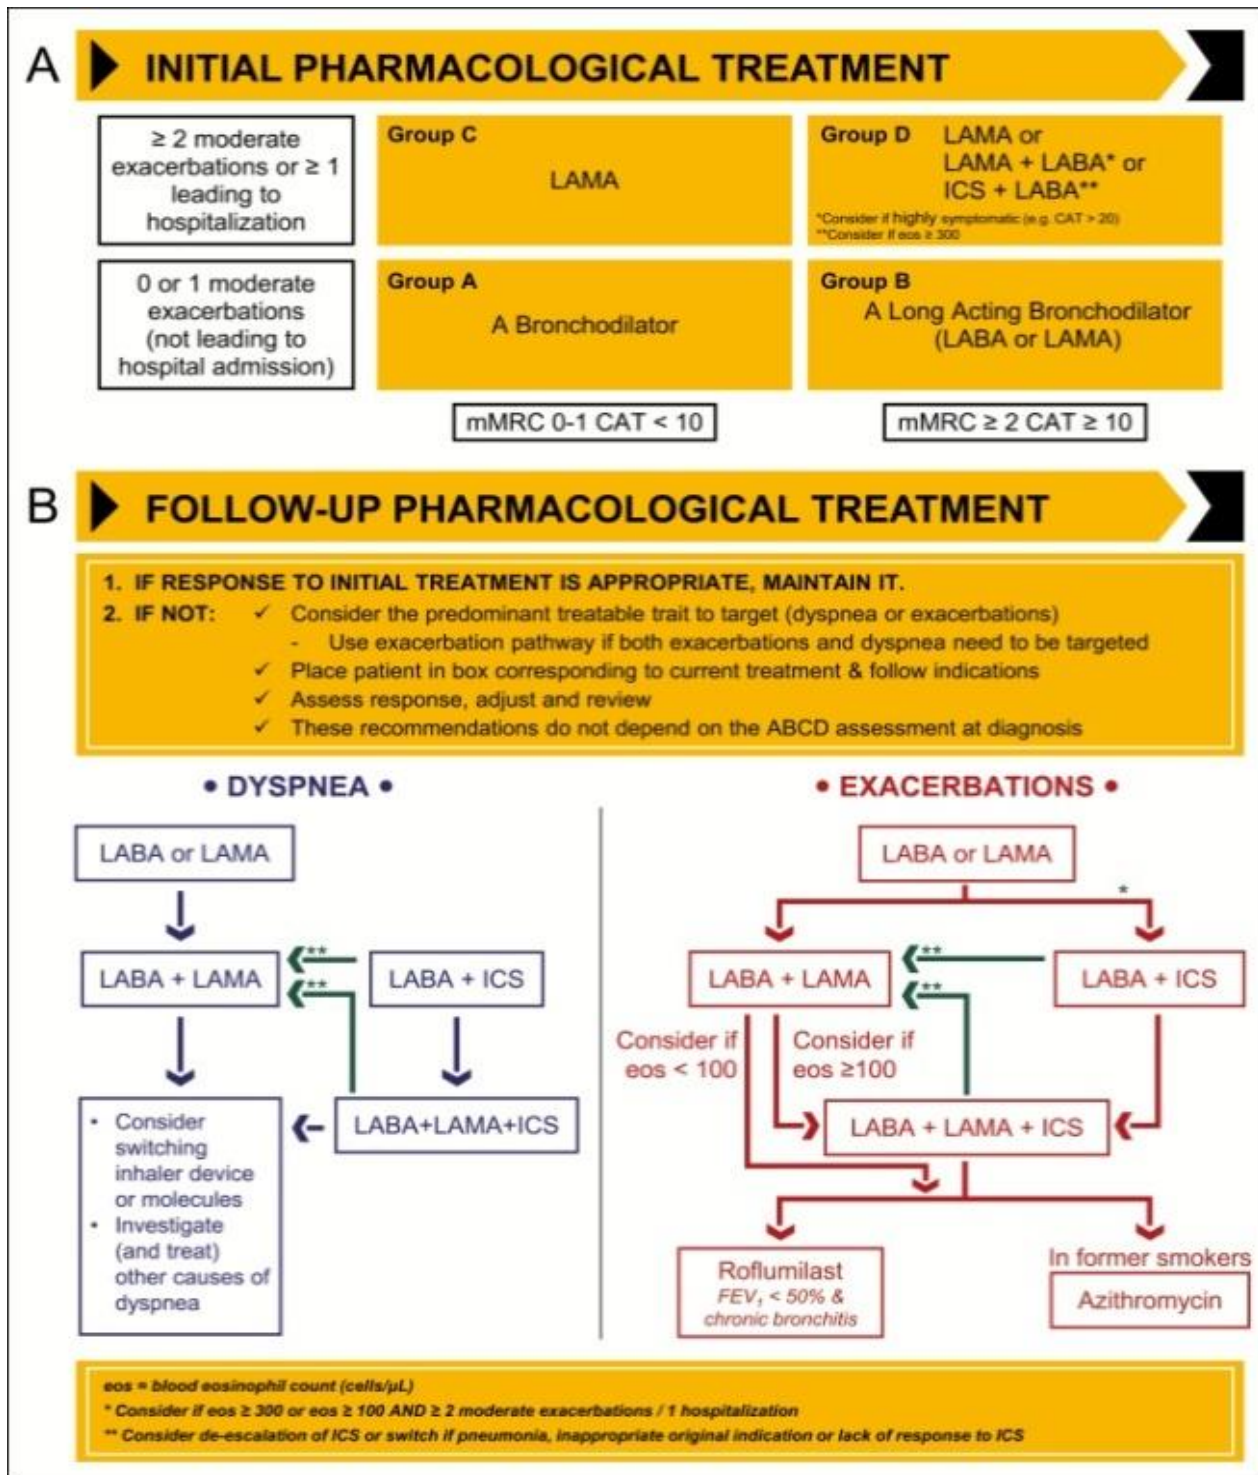 A
INITIAL PHARMACOLOGICAL TREATMENT
≥ 2 moderate
exacerbations or ≥ 1
leading to
hospitalization
Group C
LAMA
Group D
LAMA or
LAMA + LABA* or
ICS + LABA**
*Consider if highly symptomatic (e.g. CAT > 20)
**Consider if eos ≥ 300
0 or 1 moderate
exacerbations
(not leading to
hospital admission)
Group A
A Bronchodilator
Group B
A Long Acting Bronchodilator
(LABA or LAMA)
mMRC 0-1 CAT < 10
mMRC ≥ 2 CAT ≥ 10
B
FOLLOW-UP PHARMACOLOGICAL TREATMENT
1. IF RESPONSE TO INITIAL TREATMENT IS APPROPRIATE, MAINTAIN IT.
2. IF NOT: ✓ Consider the predominant treatable trait to target (dyspnea or exacerbations)
- Use exacerbation pathway if both exacerbations and dyspnea need to be targeted
✓ Place patient in box corresponding to current treatment & follow indications
✓ Assess response, adjust and review
✓ These recommendations do not depend on the ABCD assessment at diagnosis
• DYSPNEA •
LABA or LAMA
LABA + LAMA
**
**
LABA + ICS
• Consider
switching
inhaler device
or molecules
• Investigate
(and treat)
other causes of
dyspnea
LABA+LAMA+ICS
• EXACERBATIONS •
LABA or LAMA
*
LABA + LAMA
**
**
LABA + ICS
Consider if
eos < 100
Consider if
eos ≥100
LABA + LAMA + ICS
Roflumilast
FEV₁ < 50% &
chronic bronchitis
In former smokers
Azithromycin
eos = blood eosinophil count (cells/µL)
* Consider if eos ≥ 300 or eos ≥ 100 AND ≥ 2 moderate exacerbations / 1 hospitalization
** Consider de-escalation of ICS or switch if pneumonia, inappropriate original indication or lack of response to ICS